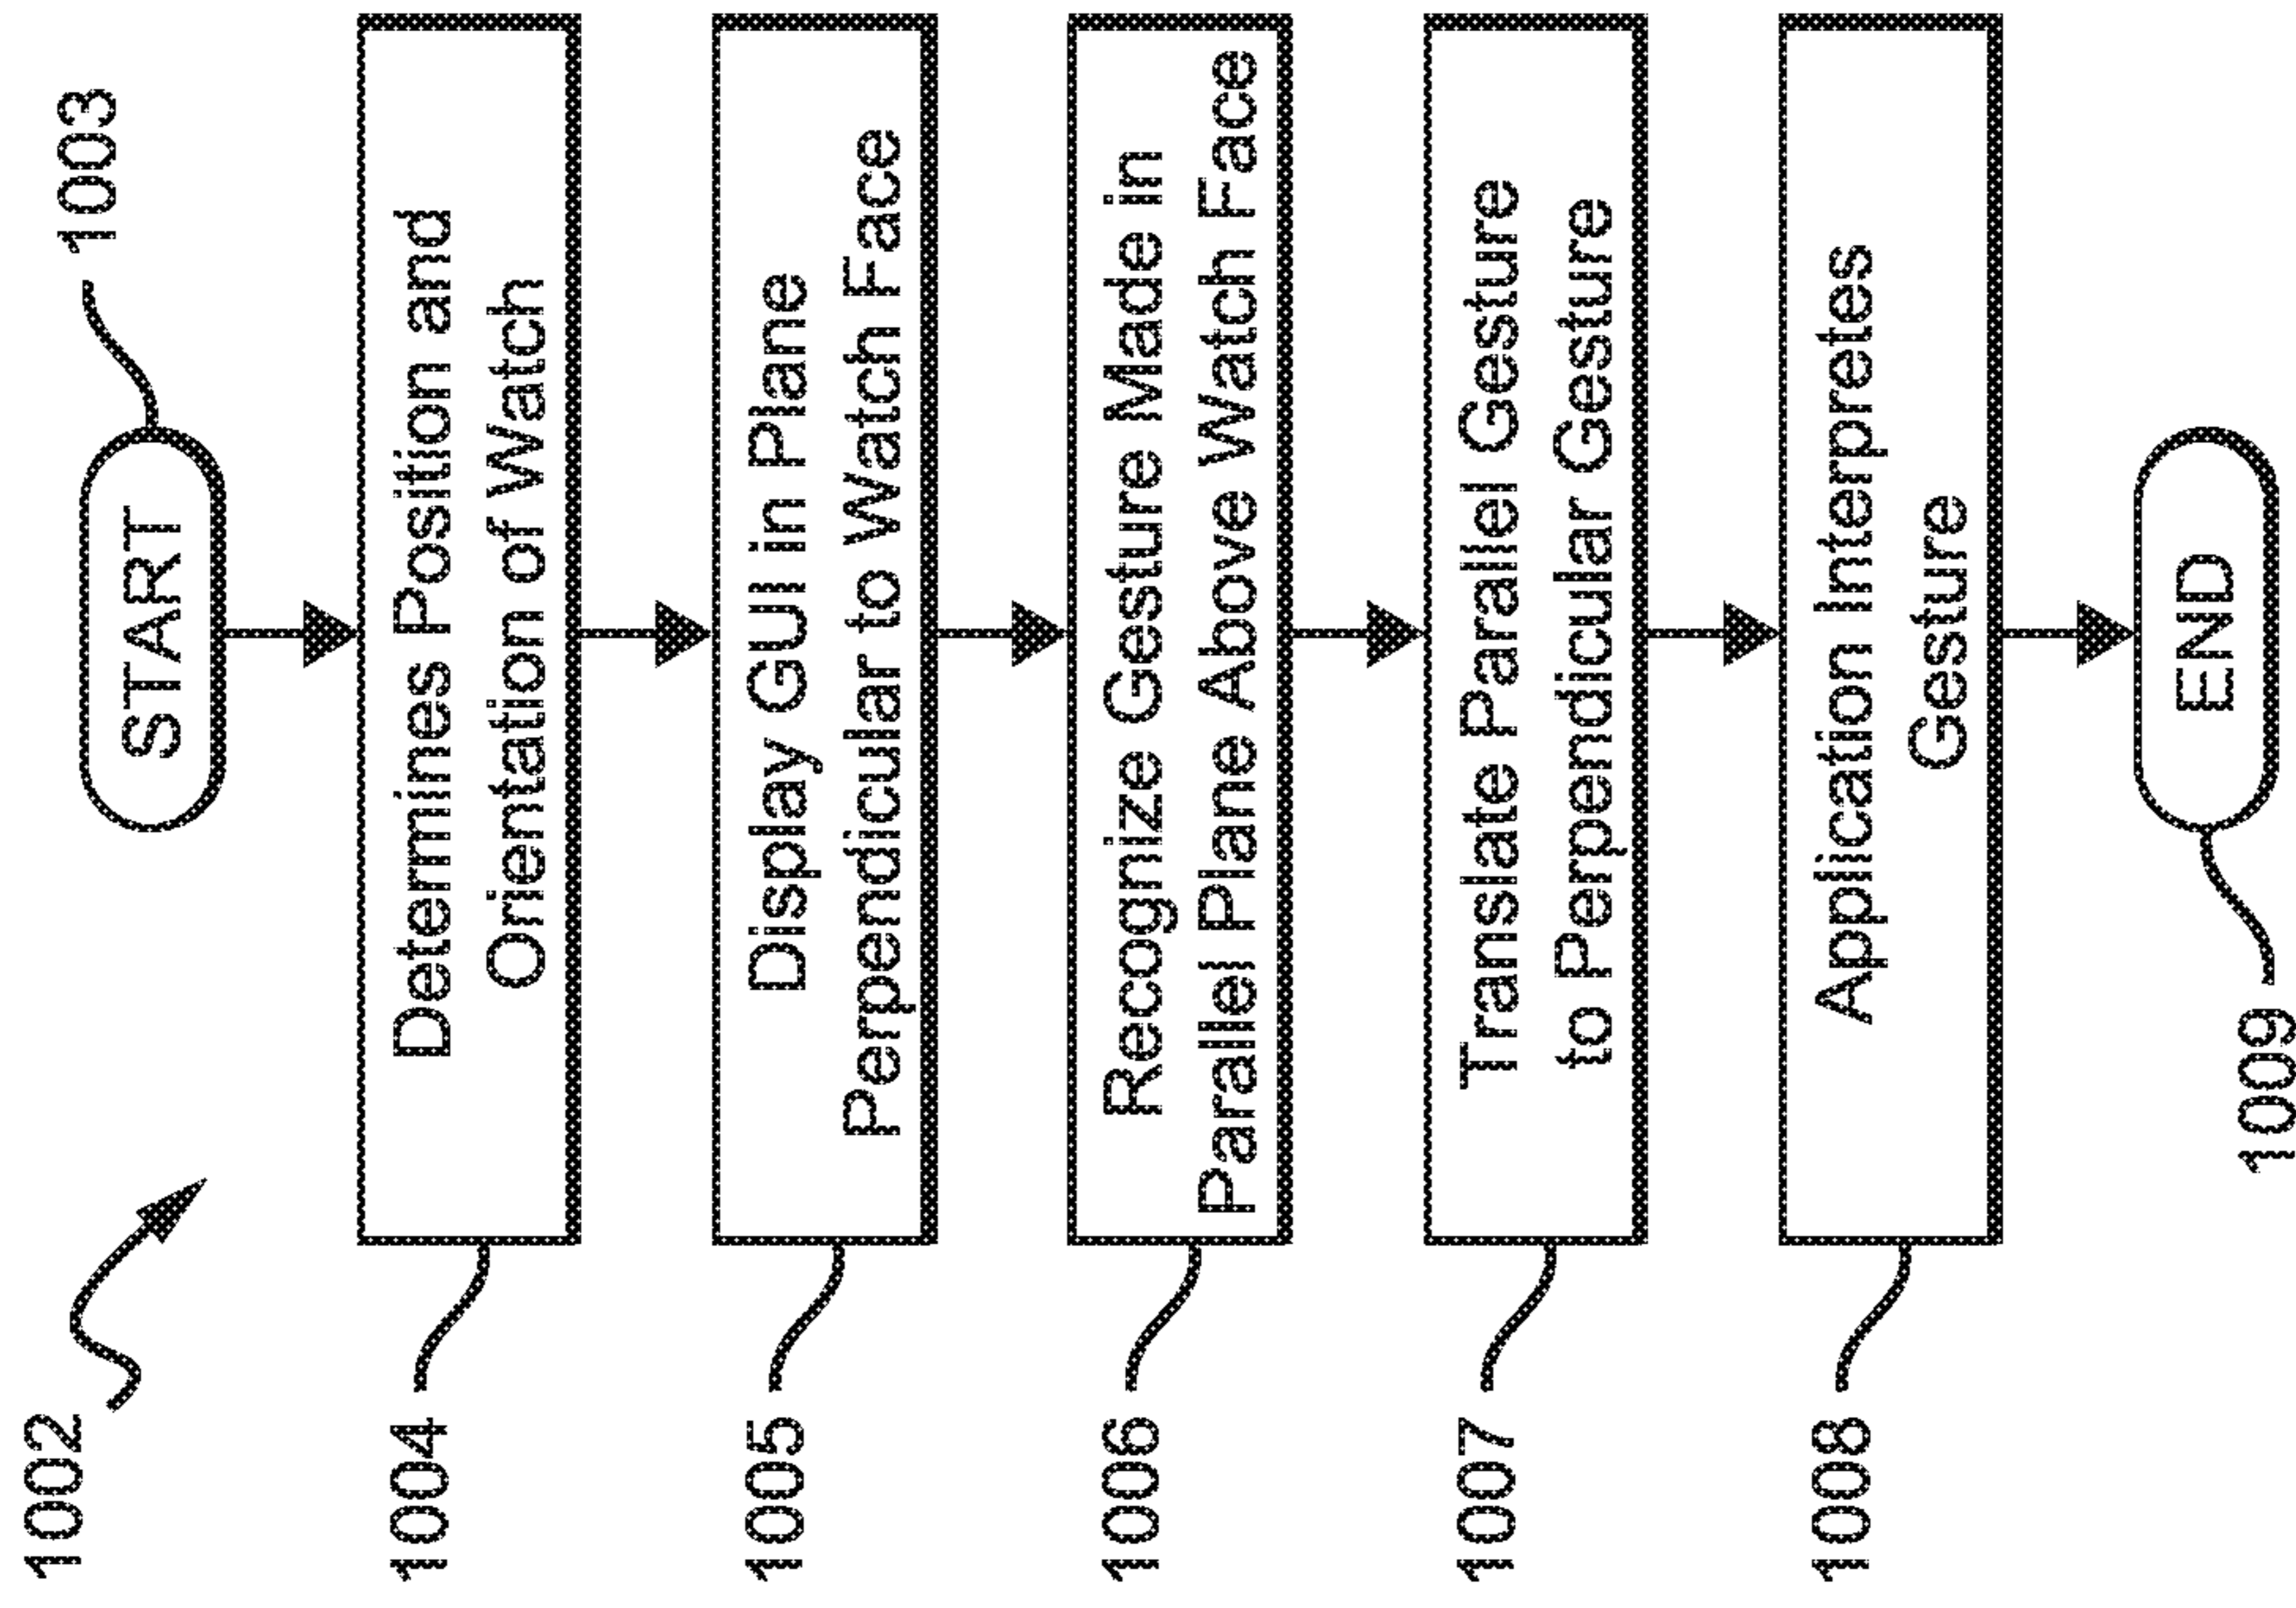 1002
1003
START
1004
Determines Position and
Orientation of Watch
1005
Display GUI in Plane
Perpendicular to Watch Face
1006
Recognize Gesture Made in
Parallel Plane Above Watch Face
1007
Translate Parallel Gesture
to Perpendicular Gesture
1008
Application Interpretes
Gesture
END
1009